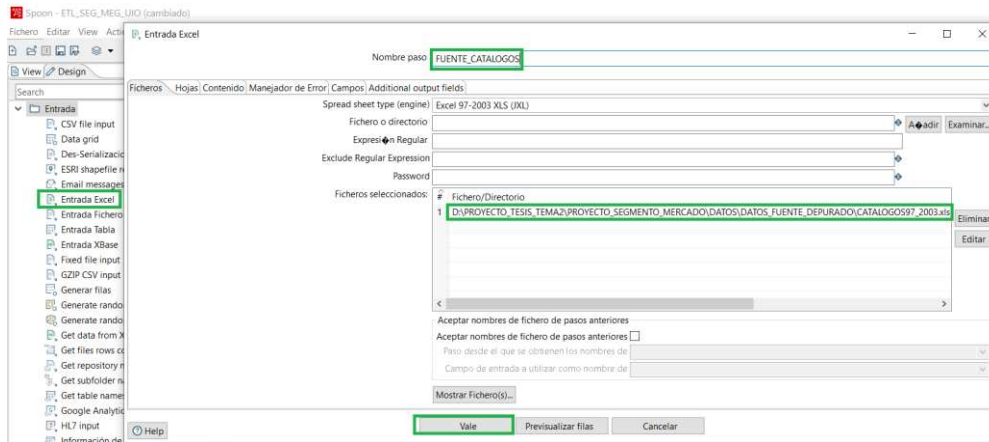 Spoon - ETL_SEG_MEG_UIO (cambiado)
Fichero Editar View Acti
View Design
Search
Entrada
CSV file input
Data grid
Des-Serializacio
ESRI shapefile r
Email messages
Entrada Excel
Entrada Fichero
Entrada Tabla
Entrada XBase
Fixed file input
GZIP CSV input
Generar filas
Generate rando
Generate rando
Get data from X
Get files rows co
Get repository n
Get subfolder na
Get table names
Google Analytic
HL7 input
Información de
Entrada Excel
Nombre paso FUENTE_CATALOGOS
Ficheros Hojas Contenido Manejador de Error Campos Additional output fields
Spread sheet type (engine) Excel 97-2003 XLS (JXL)
Fichero o directorio A�adir Examinar..
Expresi�n Regular
Exclude Regular Expression
Password
Ficheros seleccionados: # Fichero/Directorio
1 D:\PROYECTO_TESIS_TEMA2\PROYECTO_SEGMENTO_MERCADO\DATOS\DATOS_FUENTE_DEPURADO\CATALOGOS97_2003.xls
Eliminar
Editar
Aceptar nombres de fichero de pasos anteriores
Aceptar nombres de fichero de pasos anteriores
Paso desde el que se obtienen los nombres de
Campo de entrada a utilizar como nombre de
Mostrar Fichero(s)...
Help Vale Previsualizar filas Cancelar